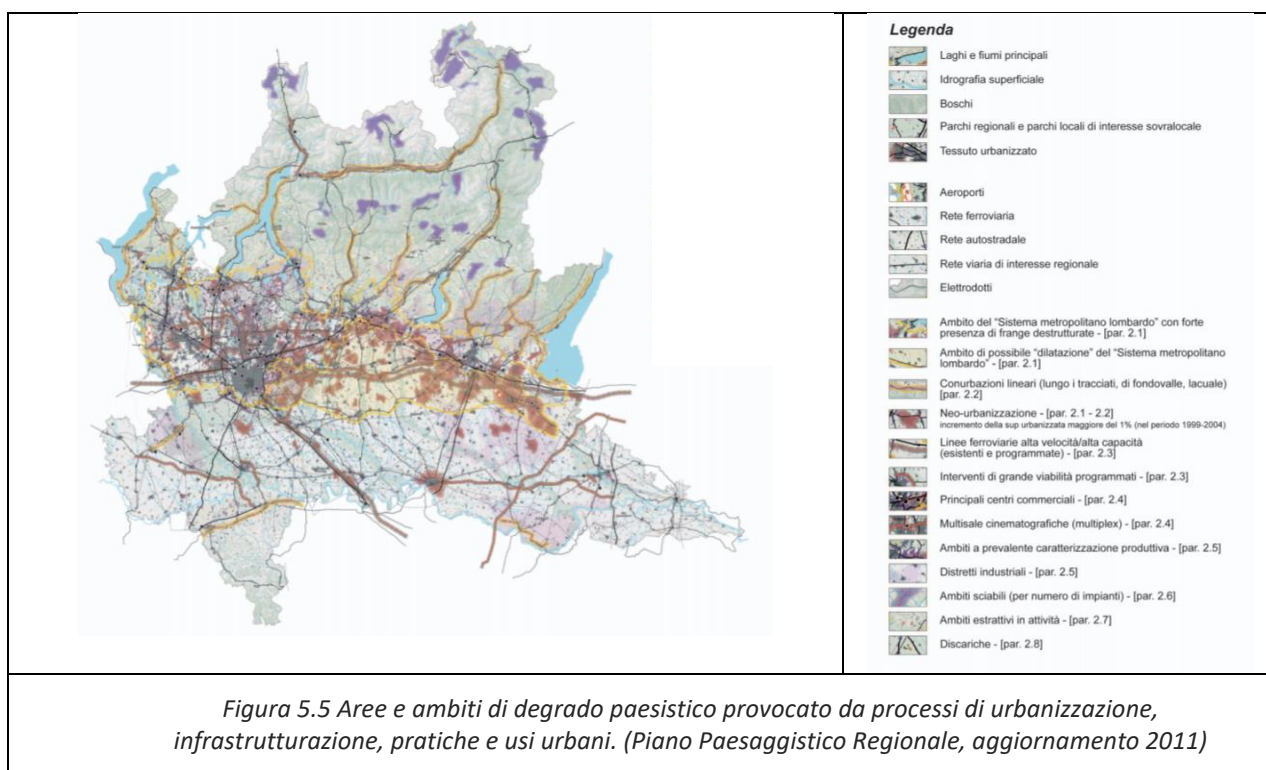 Legenda
Laghi e fiumi principali
Idrografia superficiale
Boschi
Parchi regionali e parchi locali di interesse sovralocale
Tessuto urbanizzato
Aeroporti
Rete ferroviaria
Rete autostradale
Rete viaria di interesse regionale
Elettrodotti
Ambito del "Sistema metropolitano lombardo" con forte
presenza di frange destrutturate - [par. 2.1]
Ambito di possibile "dilatazione" del "Sistema metropolitano
lombardo" - [par. 2.1]
Conurbazioni lineari (lungo i tracciati, di fondovalle, lacuale)
[par. 2.2]
Neo-urbanizzazione - [par. 2.1 - 2.2]
incremento della sup urbanizzata maggiore del 1% (nel periodo 1999-2004)
Linee ferroviarie alta velocità/alta capacità
(esistenti e programmate) - [par. 2.3]
Interventi di grande viabilità programmati - [par. 2.3]
Principali centri commerciali - [par. 2.4]
Multisale cinematografiche (multiplex) - [par. 2.4]
Ambiti a prevalente caratterizzazione produttiva - [par. 2.5]
Distretti industriali - [par. 2.5]
Ambiti sciabili (per numero di impianti) - [par. 2.6]
Ambiti estrattivi in attività - [par. 2.7]
Discariche - [par. 2.8]
Figura 5.5 Aree e ambiti di degrado paesistico provocato da processi di urbanizzazione,
infrastrutturazione, pratiche e usi urbani. (Piano Paesaggistico Regionale, aggiornamento 2011)